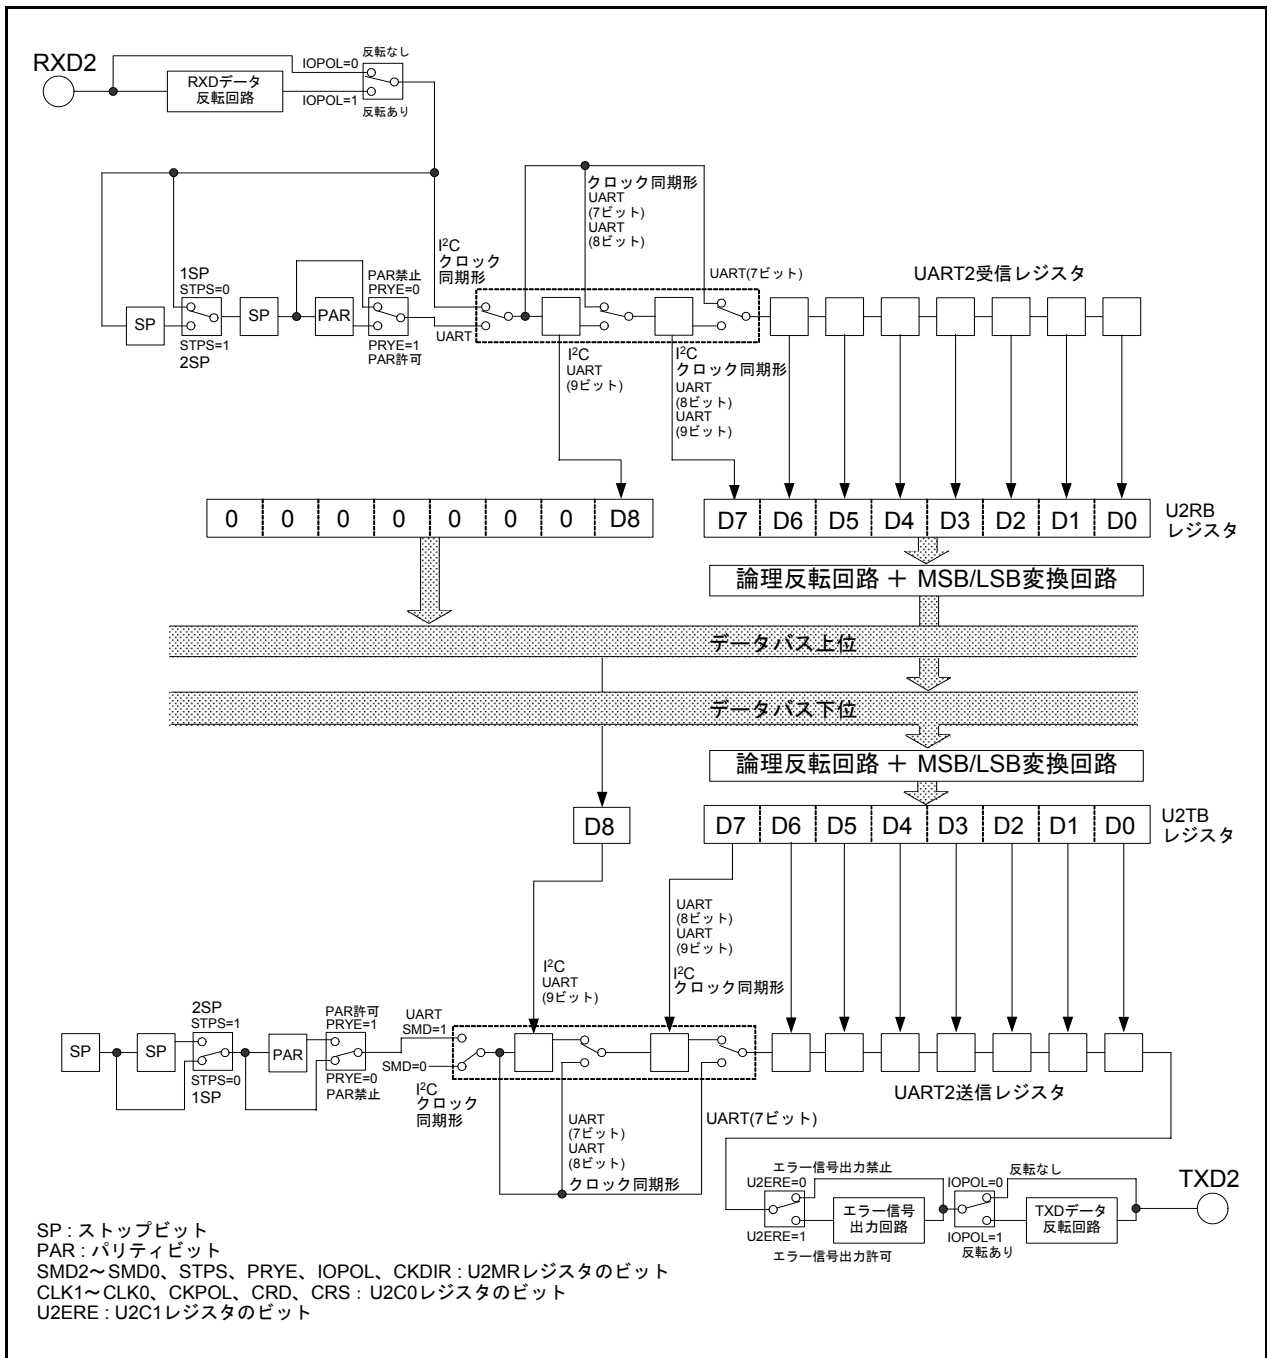 RXD2
反転なし
IOPOL=0
RXDデータ
反転回路
IOPOL=1
反転あり
クロック同期形
UART
(7ビット)
UART
(8ビット)
I²C
クロック
同期形
UART(7ビット)
UART2受信レジスタ
1SP
STPS=0
PAR禁止
PRYE=0
SP
SP
PAR
STPS=1
2SP
PRYE=1
PAR許可
UART
I²C
UART
(9ビット)
I²C
クロック同期形
UART
(8ビット)
UART
(9ビット)
0 0 0 0 0 0 0 D8
D7 D6 D5 D4 D3 D2 D1 D0
U2RB
レジスタ
論理反転回路 + MSB/LSB変換回路
データバス上位
データバス下位
論理反転回路 + MSB/LSB変換回路
D8
D7 D6 D5 D4 D3 D2 D1 D0
U2TB
レジスタ
UART
(8ビット)
UART
(9ビット)
I²C
クロック同期形
I²C
UART
(9ビット)
2SP
STPS=1
PAR許可
PRYE=1
UART
SMD=1
SP
SP
PAR
SMD=0
STPS=0
1SP
PRYE=0
PAR禁止
I²C
クロック
同期形
UART2送信レジスタ
UART
(7ビット)
UART
(8ビット)
クロック同期形
UART(7ビット)
エラー信号出力禁止
U2ERE=0
反転なし
IOPOL=0
TXD2
エラー信号
出力回路
TXDデータ
反転回路
U2ERE=1
エラー信号出力許可
IOPOL=1
反転あり
SP : ストップビット
PAR : パリティビット
SMD2~SMD0、STPS、PRYE、IOPOL、CKDIR : U2MRレジスタのビット
CLK1~CLK0、CKPOL、CRD、CRS : U2C0レジスタのビット
U2ERE : U2C1レジスタのビット